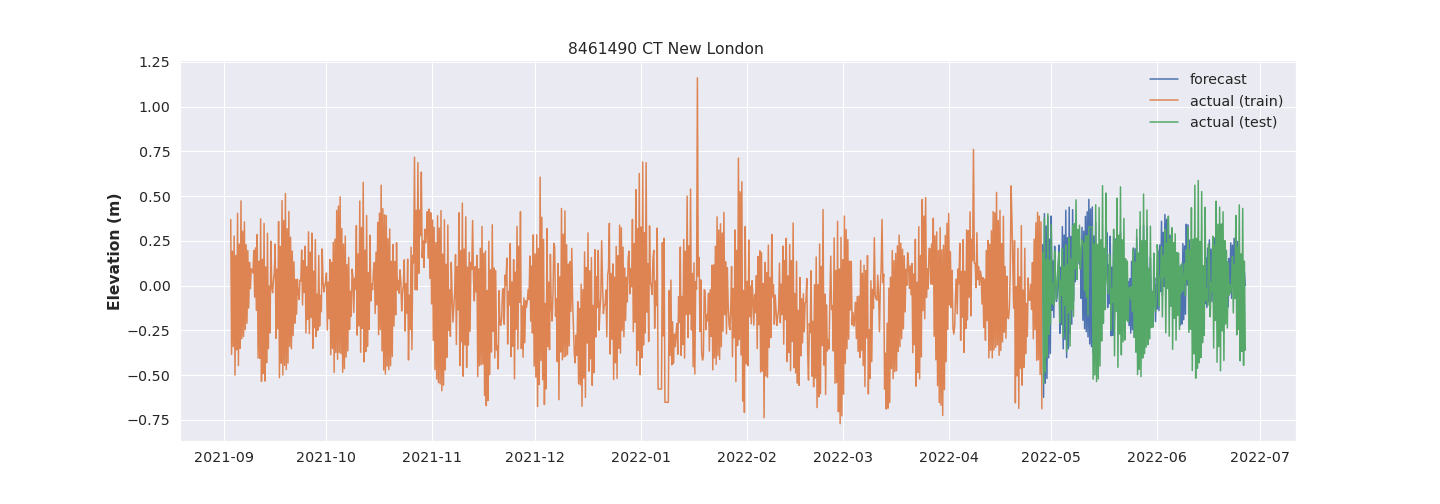 8461490 CT New London
Elevation (m)
1.25
1.00
0.75
0.50
0.25
0.00
−0.25
−0.50
−0.75
forecast
actual (train)
actual (test)
2021-09 2021-10 2021-11 2021-12 2022-01 2022-02 2022-03 2022-04 2022-05 2022-06 2022-07